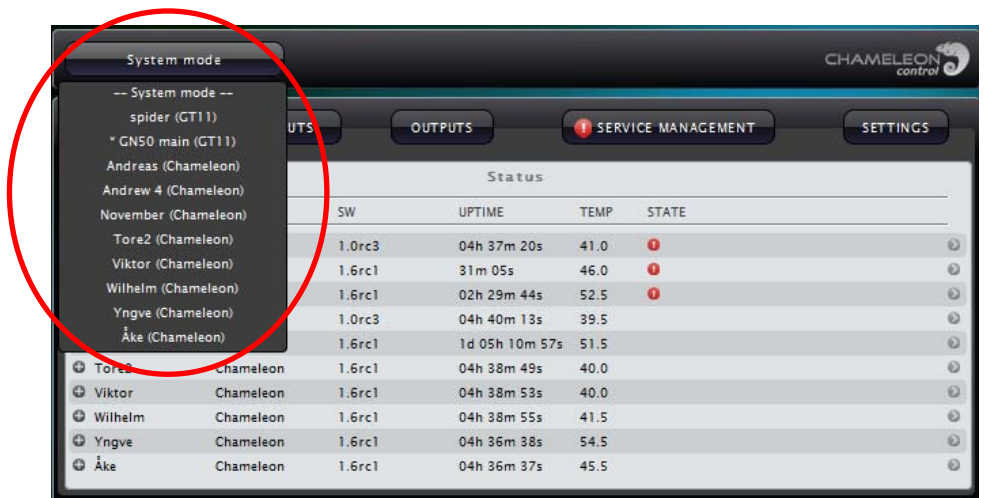 System mode
CHAMELEON
control
-- System mode --
spider (GT11)
* GN50 main (GT11)
Andreas (Chameleon)
Andrew 4 (Chameleon)
November (Chameleon)
Tore2 (Chameleon)
Viktor (Chameleon)
Wilhelm (Chameleon)
Yngve (Chameleon)
Åke (Chameleon)
UTS OUTPUTS SERVICE MANAGEMENT SETTINGS
Status
SW UPTIME TEMP STATE
1.0rc3 04h 37m 20s 41.0
1.6rc1 31m 05s 46.0
1.6rc1 02h 29m 44s 52.5
1.0rc3 04h 40m 13s 39.5
1.6rc1 1d 05h 10m 57s 51.5
Tore2 Chameleon 1.6rc1 04h 38m 49s 40.0
Viktor Chameleon 1.6rc1 04h 38m 53s 40.0
Wilhelm Chameleon 1.6rc1 04h 38m 55s 41.5
Yngve Chameleon 1.6rc1 04h 36m 38s 54.5
Åke Chameleon 1.6rc1 04h 36m 37s 45.5